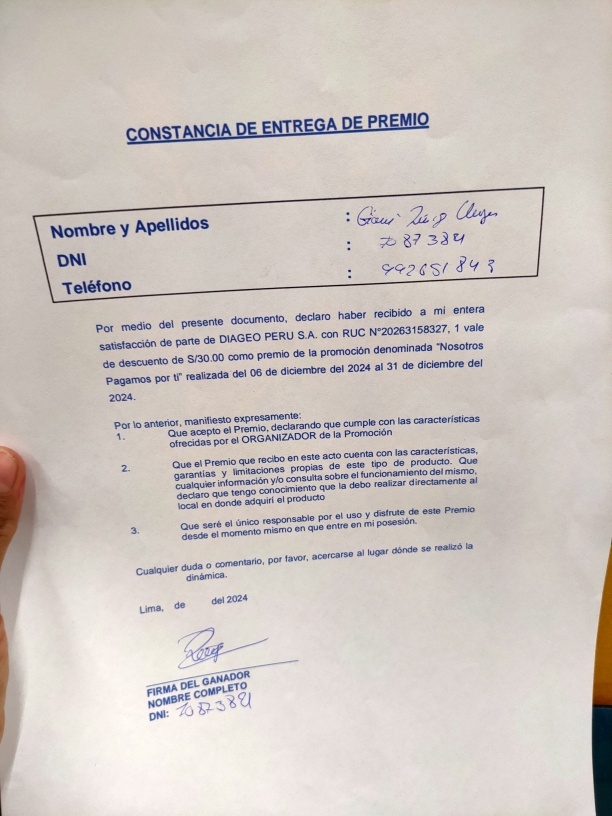 CONSTANCIA DE ENTREGA DE PREMIO
Nombre y Apellidos :
DNI :
Teléfono : 992651843
Por medio del presente documento, declaro haber recibido a mi entera
satisfacción de parte de DIAGEO PERU S.A. con RUC N°20263158327, 1 vale
de descuento de S/30.00 como premio de la promoción denominada "Nosotros
Pagamos por ti" realizada del 06 de diciembre del 2024 al 31 de diciembre del
2024.
Por lo anterior, manifiesto expresamente:
1. Que acepto el Premio, declarando que cumple con las características
ofrecidas por el ORGANIZADOR de la Promoción
2. Que el Premio que recibo en este acto cuenta con las características,
garantías y limitaciones propias de este tipo de producto. Que
cualquier información y/o consulta sobre el funcionamiento del mismo,
declaro que tengo conocimiento que la debo realizar directamente al
local en donde adquirí el producto
3. Que seré el único responsable por el uso y disfrute de este Premio
desde el momento mismo en que entre en mi posesión.
Cualquier duda o comentario, por favor, acercarse al lugar dónde se realizó la
dinámica.
Lima, de del 2024
FIRMA DEL GANADOR
NOMBRE COMPLETO
DNI: